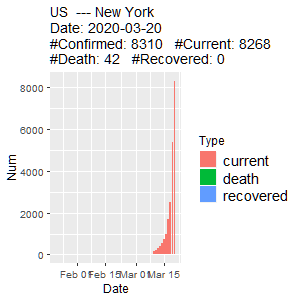 US --- New York
Date: 2020-03-20
#Confirmed: 8310 #Current: 8268
#Death: 42 #Recovered: 0
8000
6000
4000
2000
0
Num
Feb 01 Feb 15 Mar 01 Mar 15
Date
Type
current
death
recovered